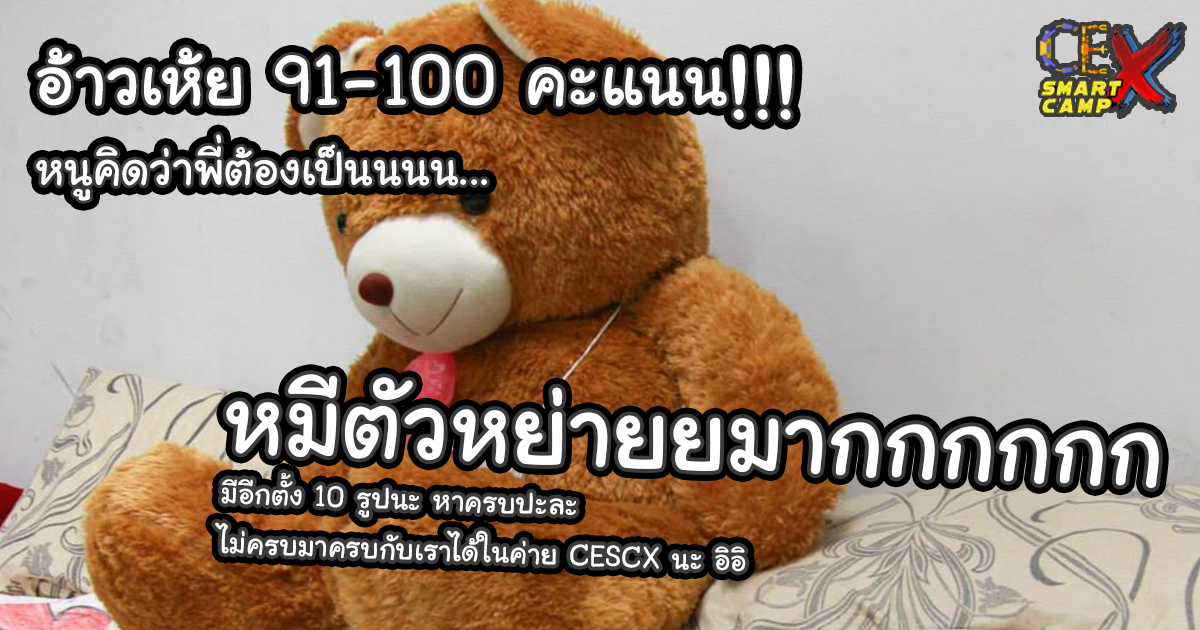 อ้าวเห้ย 91-100 คะแนน!!!
หนูคิดว่าพี่ต้องเป็นนนน...
CEX
SMART
CAMP
หมีตัวหย่ายยมากกกกกกก
มีอีกตั้ง 10 รูปนะ หาครบปะละ
ไม่ครบมาครบกับเราได้ในค่าย CESCX นะ อิอิ